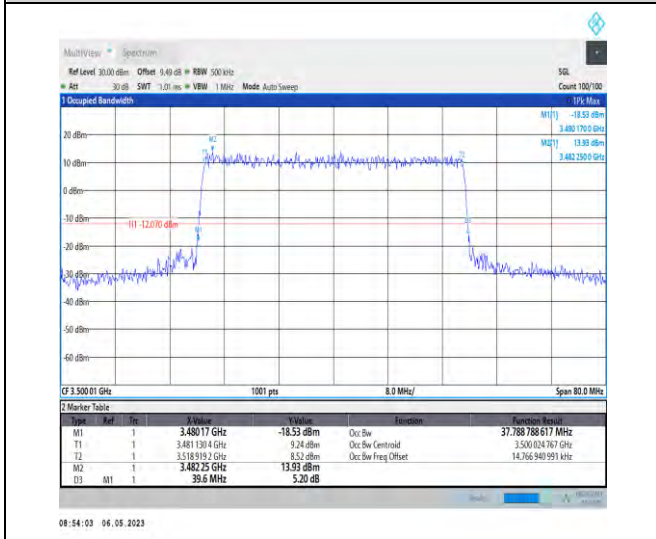 MultiView Spectrum
Ref Level 30.00 dBm Offset 9.49 dB RBW 500 kHz SGL
Att 30 dB SWT 1.01 ms VBW 1 MHz Mode Auto Sweep Count 100/100
1 Occupied Bandwidth 1Pk Max
M1[1] -18.53 dBm
3.480 170 0 GHz
M2[1] 13.93 dBm
3.482 250 0 GHz
20 dBm
M2
10 dBm
0 dBm
-10 dBm
H1 -12.070 dBm
M1
-20 dBm
-30 dBm
-40 dBm
-50 dBm
-60 dBm
CF 3.500 01 GHz 1001 pts 8.0 MHz/ Span 80.0 MHz
2 Marker Table
Type Ref Trc X-Value Y-Value Function Function Result
M1 1 3.480 17 GHz -18.53 dBm Occ Bw 37.788 788 617 MHz
T1 1 3.481 130 4 GHz 9.24 dBm Occ Bw Centroid 3.500 024 767 GHz
T2 1 3.518 919 2 GHz 8.52 dBm Occ Bw Freq Offset 14.766 940 991 kHz
M2 1 3.482 25 GHz 13.93 dBm
D3 M1 1 39.6 MHz 5.20 dB
08:54:03 06.05.2023